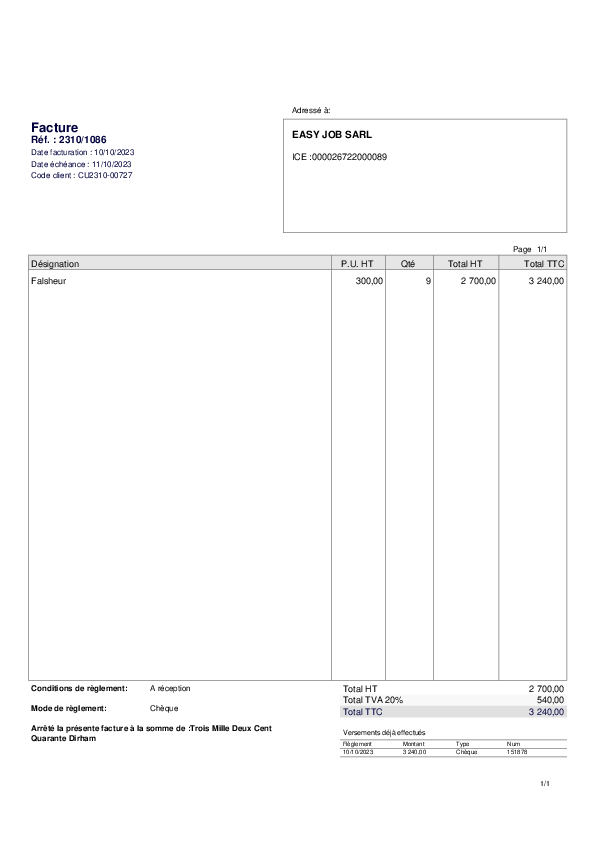 Adressé à:
Facture
Réf. : 2310/1086
Date facturation : 10/10/2023
Date échéance : 11/10/2023
Code client : CU2310-00727
EASY JOB SARL
ICE :000026722000089
Page 1/1
Désignation P.U. HT Qté Total HT Total TTC
Falsheur 300,00 9 2 700,00 3 240,00
Conditions de règlement: A réception
Mode de règlement: Chèque
Arrêté la présente facture à la somme de :Trois Mille Deux Cent
Quarante Dirham
Total HT 2 700,00
Total TVA 20% 540,00
Total TTC 3 240,00
Versements déjà effectués
Règlement Montant Type Num
10/10/2023 3 240,00 Chèque 151878
1/1